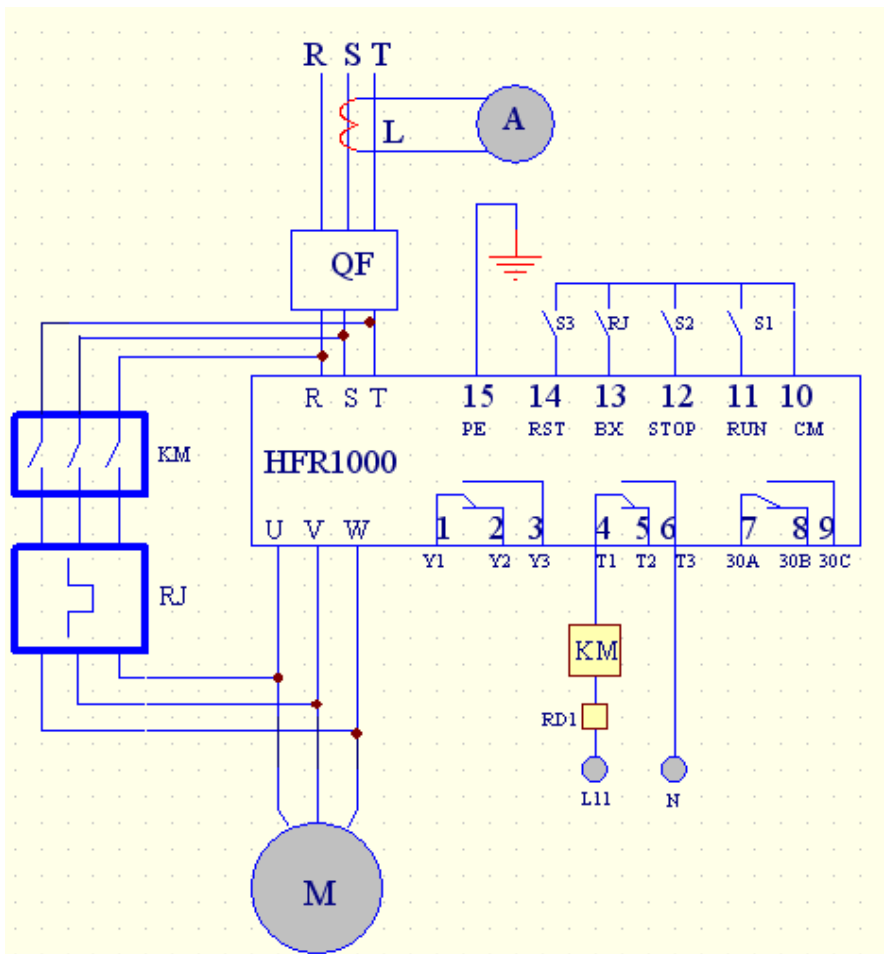 R S T
A
L
QF
S3 RJ S2 S1
R S T
15 14 13 12 11 10
PE RST BX STOP RUN CM
KM
HFR1000
U V W
1 2 3 4 5 6 7 8 9
Y1 Y2 Y3 T1 T2 T3 30A 30B 30C
RJ
KM
RD1
L11 N
M